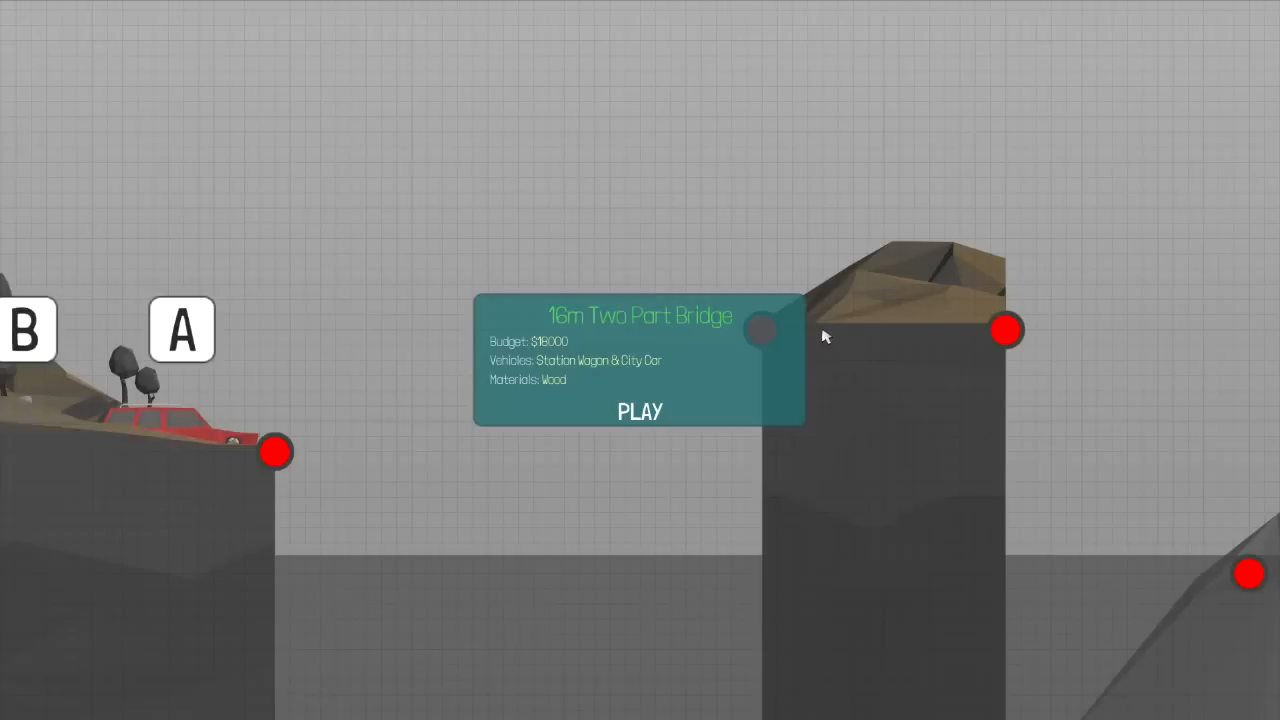 16m Two Part Bridge
Budget: $18000
Vehicles: Station Wagon & City Car
Materials: Wood
PLAY
B
A